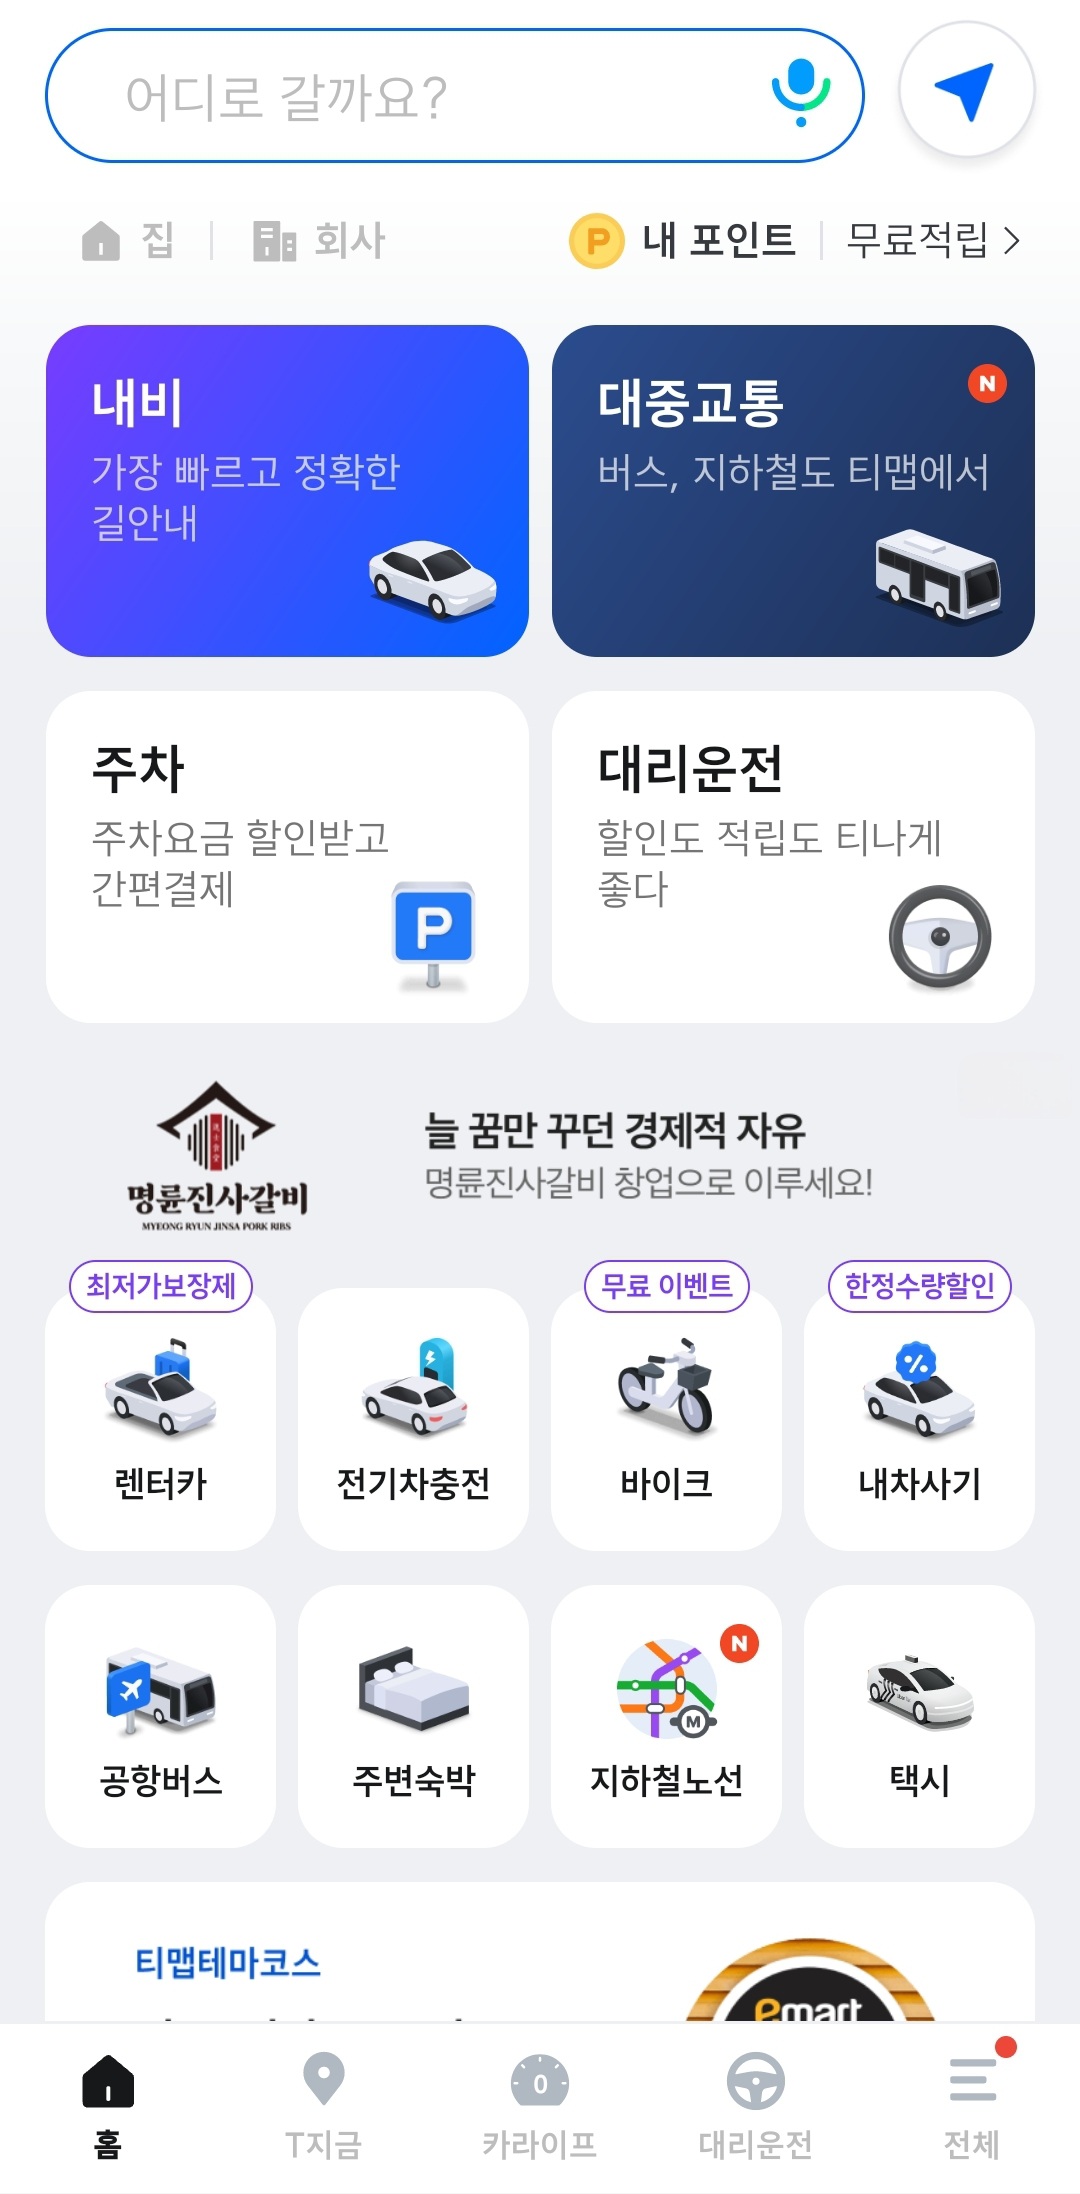 어디로 갈까요?
집
회사
P
내 포인트
무료적립
내비
가장 빠르고 정확한
길안내
대중교통
N
버스, 지하철도 티맵에서
주차
주차요금 할인받고
간편결제
P
대리운전
할인도 적립도 티나게
좋다
명륜진사갈비
MYEONG RYUN JINSA PORK RIBS
늘 꿈만 꾸던 경제적 자유
명륜진사갈비 창업으로 이루세요!
최저가보장제
무료 이벤트
한정수량할인
%
렌터카
전기차충전
바이크
내차사기
N
M
공항버스
주변숙박
지하철노선
택시
티맵테마코스
emart
0
홈
T지금
카라이프
대리운전
전체